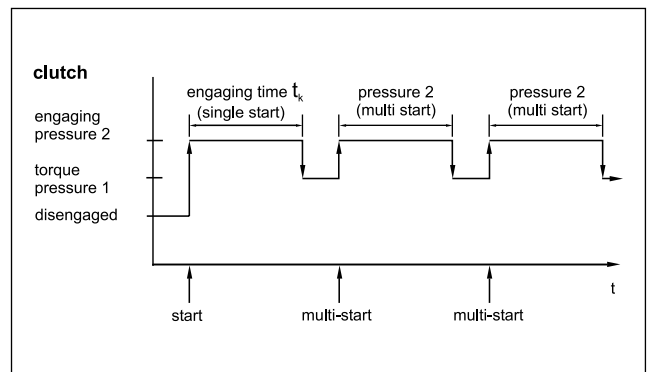 clutch
engaging time tk
(single start)
pressure 2
(multi start)
pressure 2
(multi start)
engaging
pressure 2
torque
pressure 1
disengaged
t
start
multi-start
multi-start